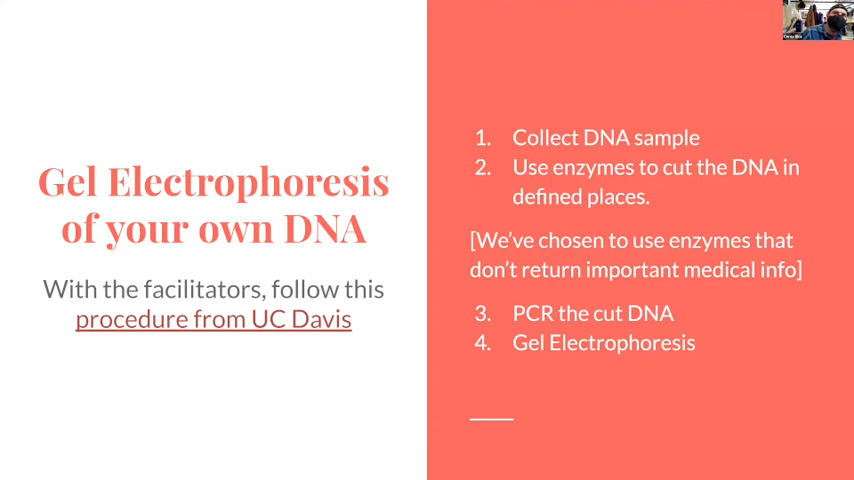 Gel Electrophoresis
of your own DNA
With the facilitators, follow this
procedure from UC Davis
1. Collect DNA sample
2. Use enzymes to cut the DNA in
defined places.
[We've chosen to use enzymes that
don't return important medical info]
3. PCR the cut DNA
4. Gel Electrophoresis